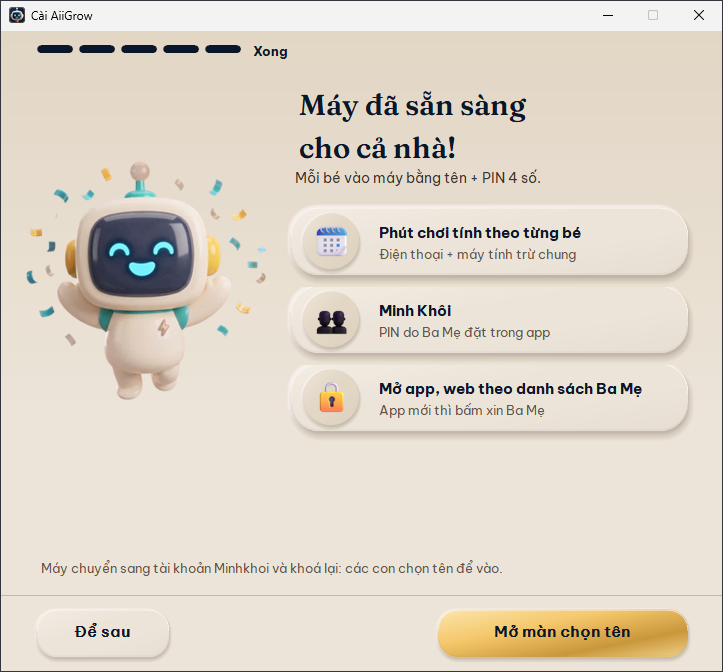 Cài AiiGrow
Xong
Máy đã sẵn sàng
cho cả nhà!
Mỗi bé vào máy bằng tên + PIN 4 số.
Phút chơi tính theo từng bé
Điện thoại + máy tính trừ chung
Minh Khôi
PIN do Ba Mẹ đặt trong app
Mở app, web theo danh sách Ba Mẹ
App mới thì bấm xin Ba Mẹ
Máy chuyển sang tài khoản Minhkhoi và khoá lại: các con chọn tên để vào.
Để sau
Mở màn chọn tên